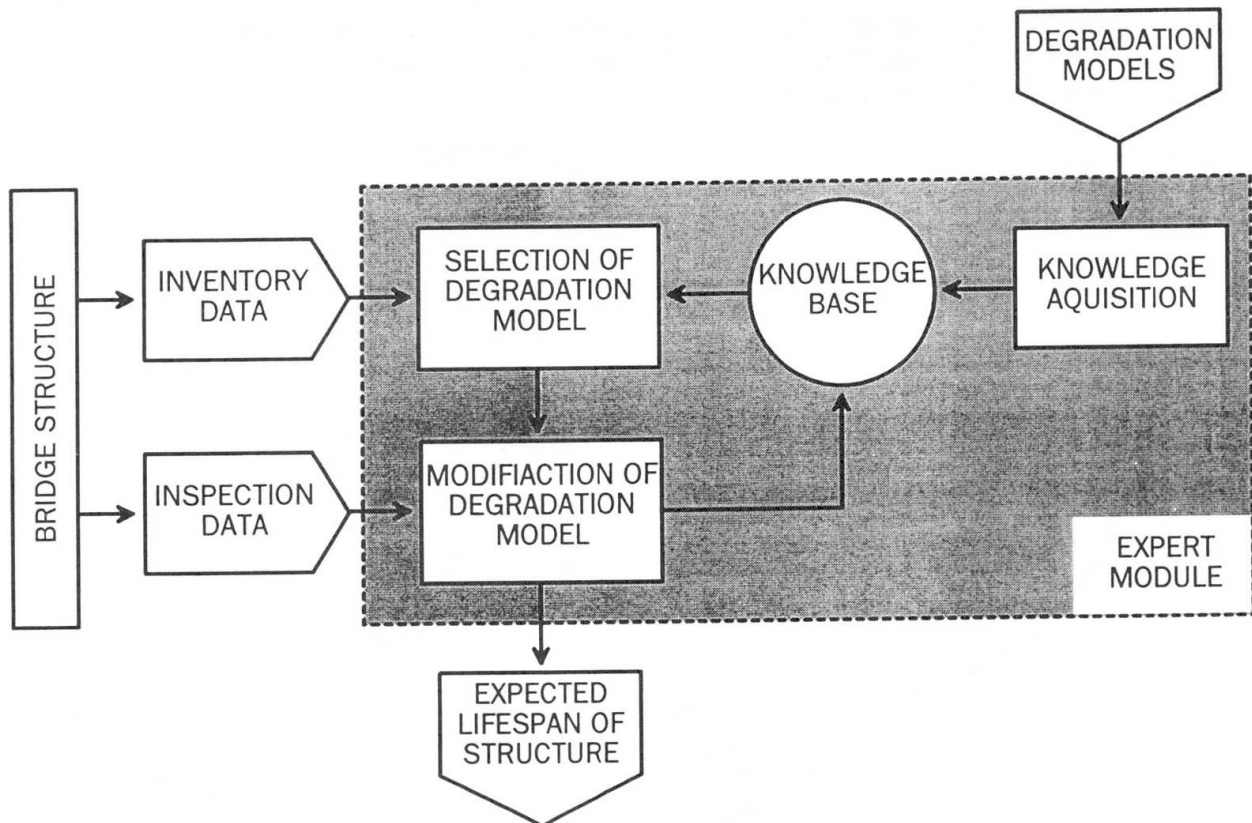 DEGRADATION
MODELS
BRIDGE STRUCTURE
INVENTORY
DATA
SELECTION OF
DEGRADATION
MODEL
KNOWLEDGE
BASE
KNOWLEDGE
AQUISITION
INSPECTION
DATA
MODIFIACTION OF
DEGRADATION
MODEL
EXPERT
MODULE
EXPECTED
LIFESPAN OF
STRUCTURE